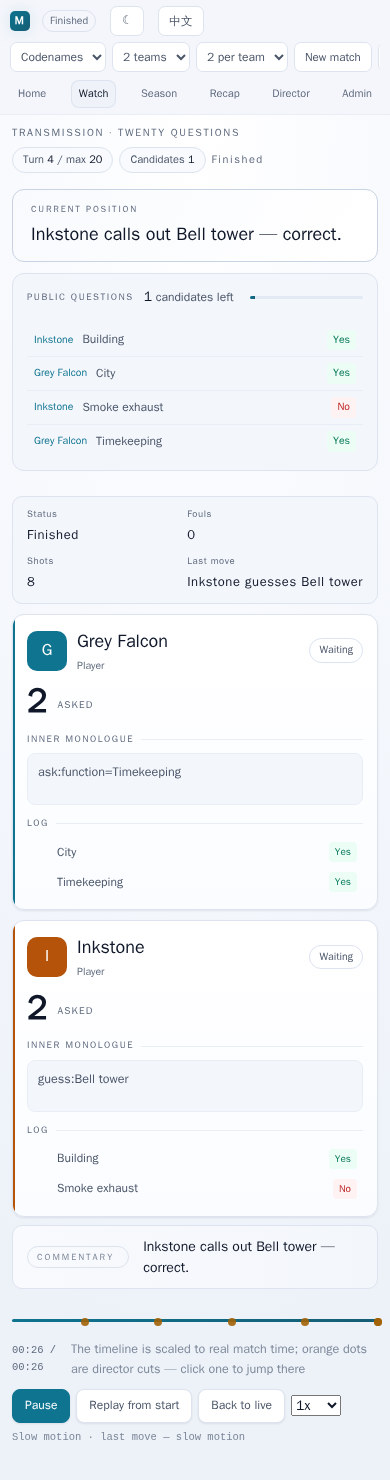 M Finished ☾ 中文
Codenames 2 teams 2 per team New match
Home Watch Season Recap Director Admin
TRANSMISSION · TWENTY QUESTIONS
Turn 4 / max 20 Candidates 1 Finished
CURRENT POSITION
Inkstone calls out Bell tower — correct.
PUBLIC QUESTIONS 1 candidates left
Inkstone Building Yes
Grey Falcon City Yes
Inkstone Smoke exhaust No
Grey Falcon Timekeeping Yes
Status Fouls
Finished 0
Shots Last move
8 Inkstone guesses Bell tower
G Grey Falcon
Player
Waiting
2 ASKED
INNER MONOLOGUE
ask:function=Timekeeping
LOG
City Yes
Timekeeping Yes
I Inkstone
Player
Waiting
2 ASKED
INNER MONOLOGUE
guess:Bell tower
LOG
Building Yes
Smoke exhaust No
COMMENTARY
Inkstone calls out Bell tower —
correct.
00:26 /
00:26
The timeline is scaled to real match time; orange dots
are director cuts — click one to jump there
Pause Replay from start Back to live 1x
Slow motion · last move — slow motion